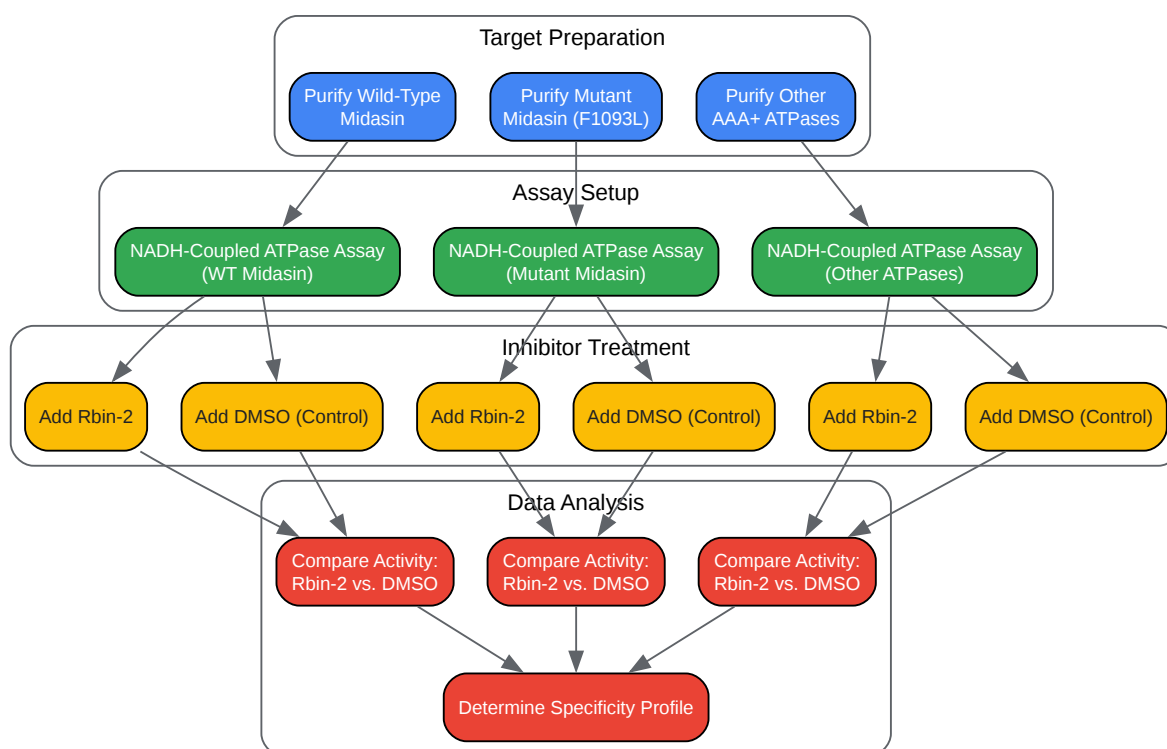 Target Preparation
Purify Wild-Type
Midasin
Purify Mutant
Midasin (F1093L)
Purify Other
AAA+ ATPases
Assay Setup
NADH-Coupled ATPase Assay
(WT Midasin)
NADH-Coupled ATPase Assay
(Mutant Midasin)
NADH-Coupled ATPase Assay
(Other ATPases)
Inhibitor Treatment
Add Rbin-2
Add DMSO (Control)
Add Rbin-2
Add DMSO (Control)
Add Rbin-2
Add DMSO (Control)
Data Analysis
Compare Activity:
Rbin-2 vs. DMSO
Compare Activity:
Rbin-2 vs. DMSO
Compare Activity:
Rbin-2 vs. DMSO
Determine Specificity Profile